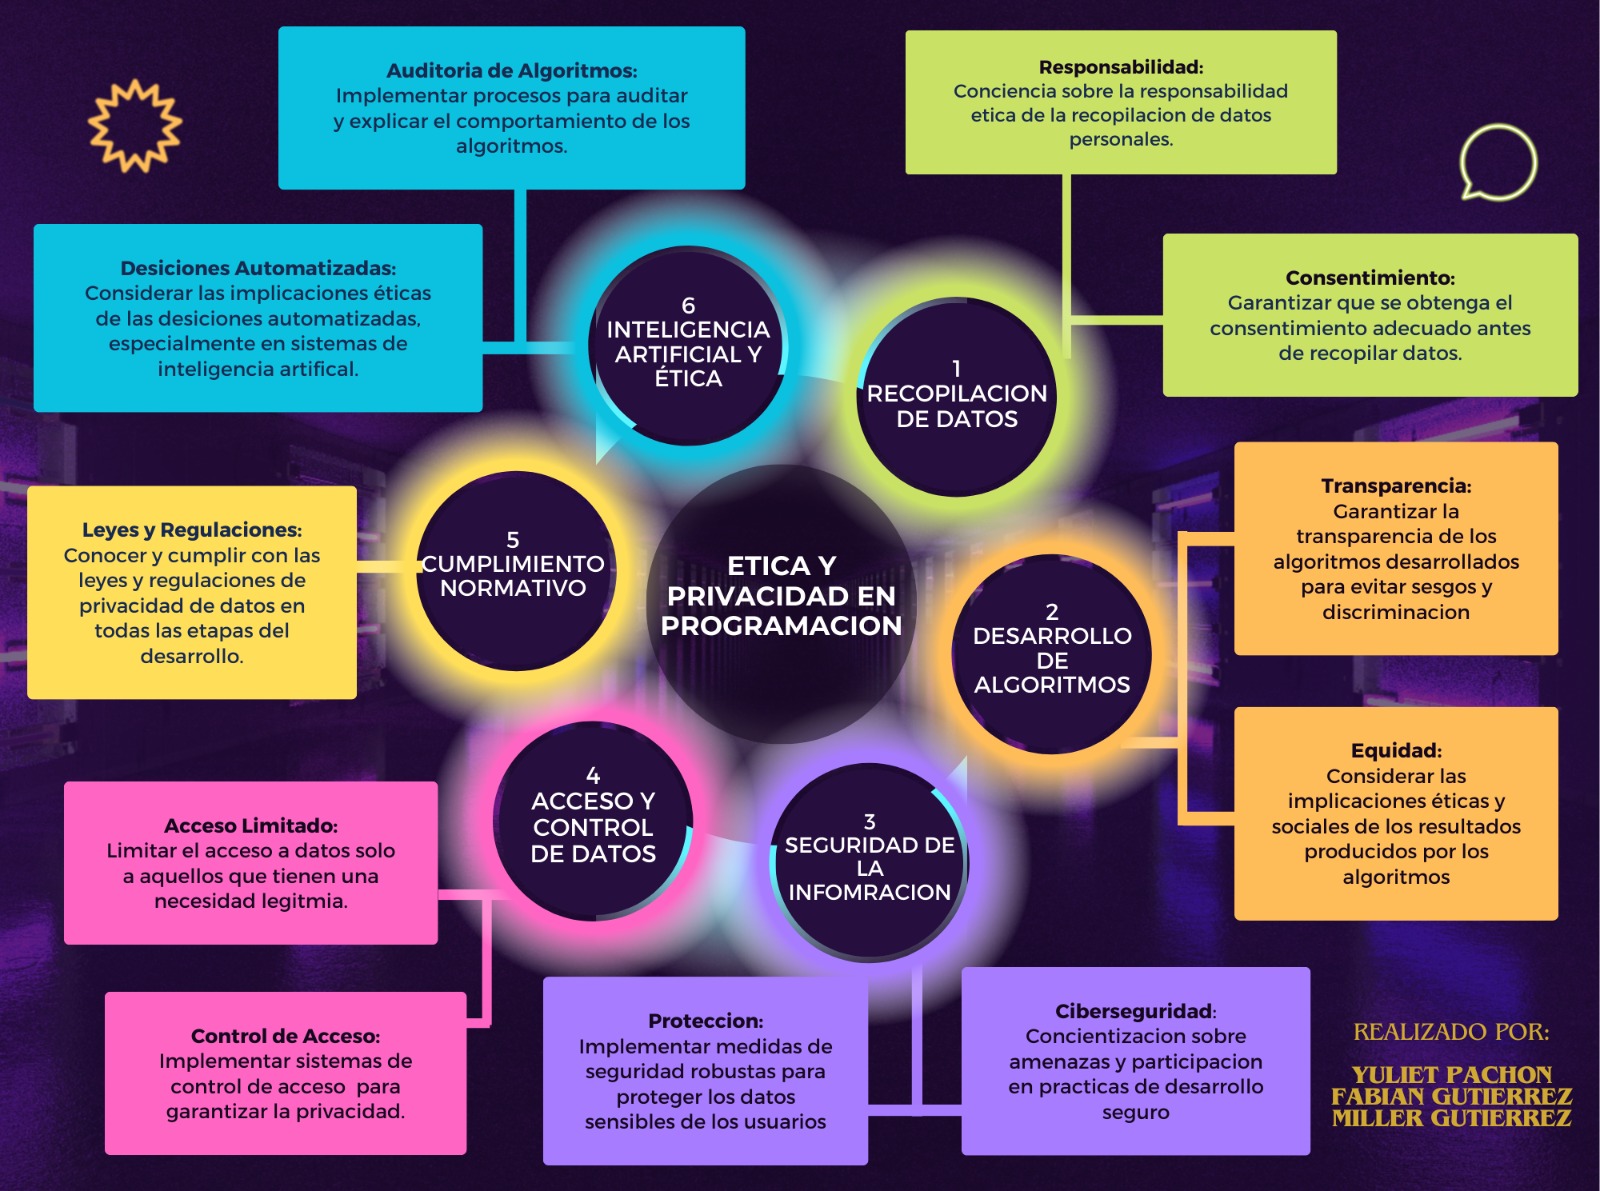 ETICA Y
PRIVACIDAD EN
PROGRAMACION
1
RECOPILACION
DE DATOS
Responsabilidad:
Conciencia sobre la responsabilidad
etica de la recopilacion de datos
personales.
Consentimiento:
Garantizar que se obtenga el
consentimiento adecuado antes
de recopilar datos.
2
DESARROLLO
DE
ALGORITMOS
Transparencia:
Garantizar la
transparencia de los
algoritmos desarrollados
para evitar sesgos y
discriminacion
Equidad:
Considerar las
implicaciones éticas y
sociales de los resultados
producidos por los
algoritmos
3
SEGURIDAD DE
LA
INFOMRACION
Proteccion:
Implementar medidas de
seguridad robustas para
proteger los datos
sensibles de los usuarios
Ciberseguridad:
Concientizacion sobre
amenazas y participacion
en practicas de desarrollo
seguro
4
ACCESO Y
CONTROL
DE DATOS
Acceso Limitado:
Limitar el acceso a datos solo
a aquellos que tienen una
necesidad legitmia.
Control de Acceso:
Implementar sistemas de
control de acceso para
garantizar la privacidad.
5
CUMPLIMIENTO
NORMATIVO
Leyes y Regulaciones:
Conocer y cumplir con las
leyes y regulaciones de
privacidad de datos en
todas las etapas del
desarrollo.
6
INTELIGENCIA
ARTIFICIAL Y
ÉTICA
Auditoria de Algoritmos:
Implementar procesos para auditar
y explicar el comportamiento de los
algoritmos.
Desiciones Automatizadas:
Considerar las implicaciones éticas
de las desiciones automatizadas,
especialmente en sistemas de
inteligencia artifical.
REALIZADO POR:
YULIET PACHON
FABIAN GUTIERREZ
MILLER GUTIERREZ